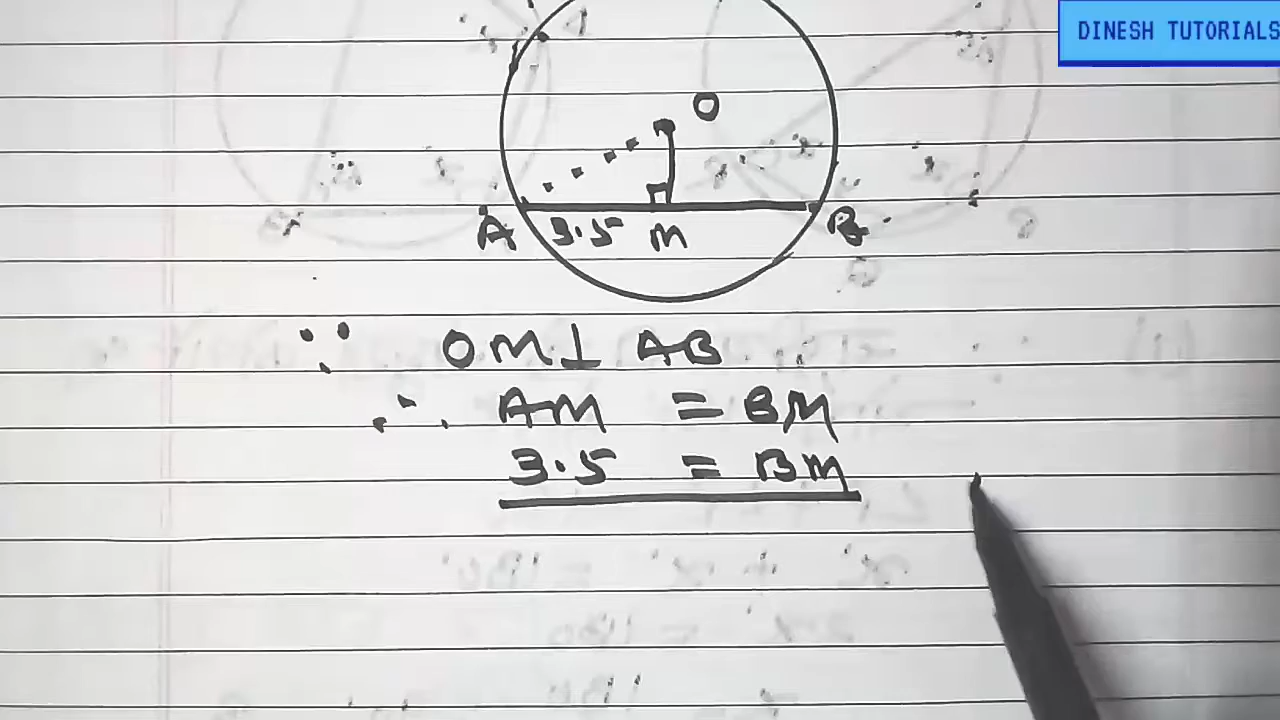 DINESH TUTORIALS
O
A 3.5 M B
∵ OM⊥ AB
∴ AM = BM
3.5 = BM